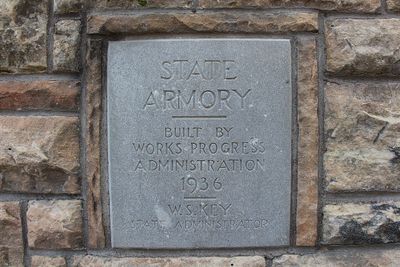 STATE
ARMORY
BUILT BY
WORKS PROGRESS
ADMINISTRATION
1936
W.S. KEY
STATE ADMINISTRATOR